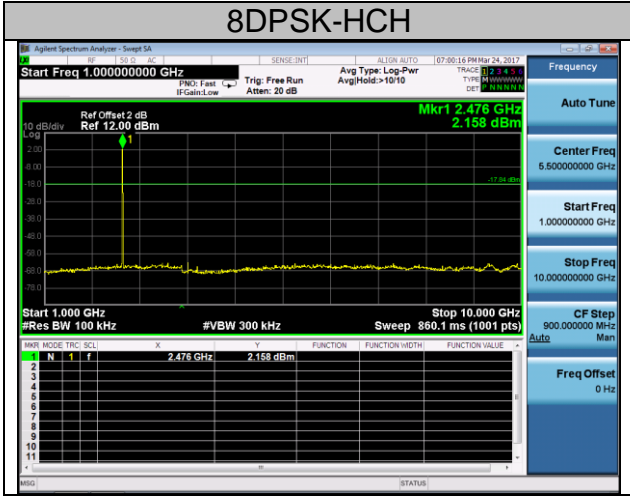 8DPSK-HCH
Agilent Spectrum Analyzer - Swept SA
RF 50 Ω AC SENSE:INT ALIGN AUTO 07:00:16 PM Mar 24, 2017
Start Freq 1.000000000 GHz
PNO: Fast
IFGain:Low
Trig: Free Run
Atten: 20 dB
Avg Type: Log-Pwr
Avg|Hold:>10/10
TRACE 1 2 3 4 5 6
TYPE M WWWWW
DET P NNNNN
Frequency
Auto Tune
Center Freq
5.500000000 GHz
Start Freq
1.000000000 GHz
Stop Freq
10.000000000 GHz
CF Step
900.000000 MHz
Auto Man
Freq Offset
0 Hz
Mkr1 2.476 GHz
2.158 dBm
Ref Offset 2 dB
10 dB/div Ref 12.00 dBm
Log
1
2.00
-8.00
-18.0
-17.84 dBm
-28.0
-38.0
-48.0
-58.0
-68.0
-78.0
Start 1.000 GHz Stop 10.000 GHz
#Res BW 100 kHz #VBW 300 kHz Sweep 860.1 ms (1001 pts)
MKR MODE TRC SCL X Y FUNCTION FUNCTION WIDTH FUNCTION VALUE
1 N 1 f 2.476 GHz 2.158 dBm
2
3
4
5
6
7
8
9
10
11
MSG STATUS